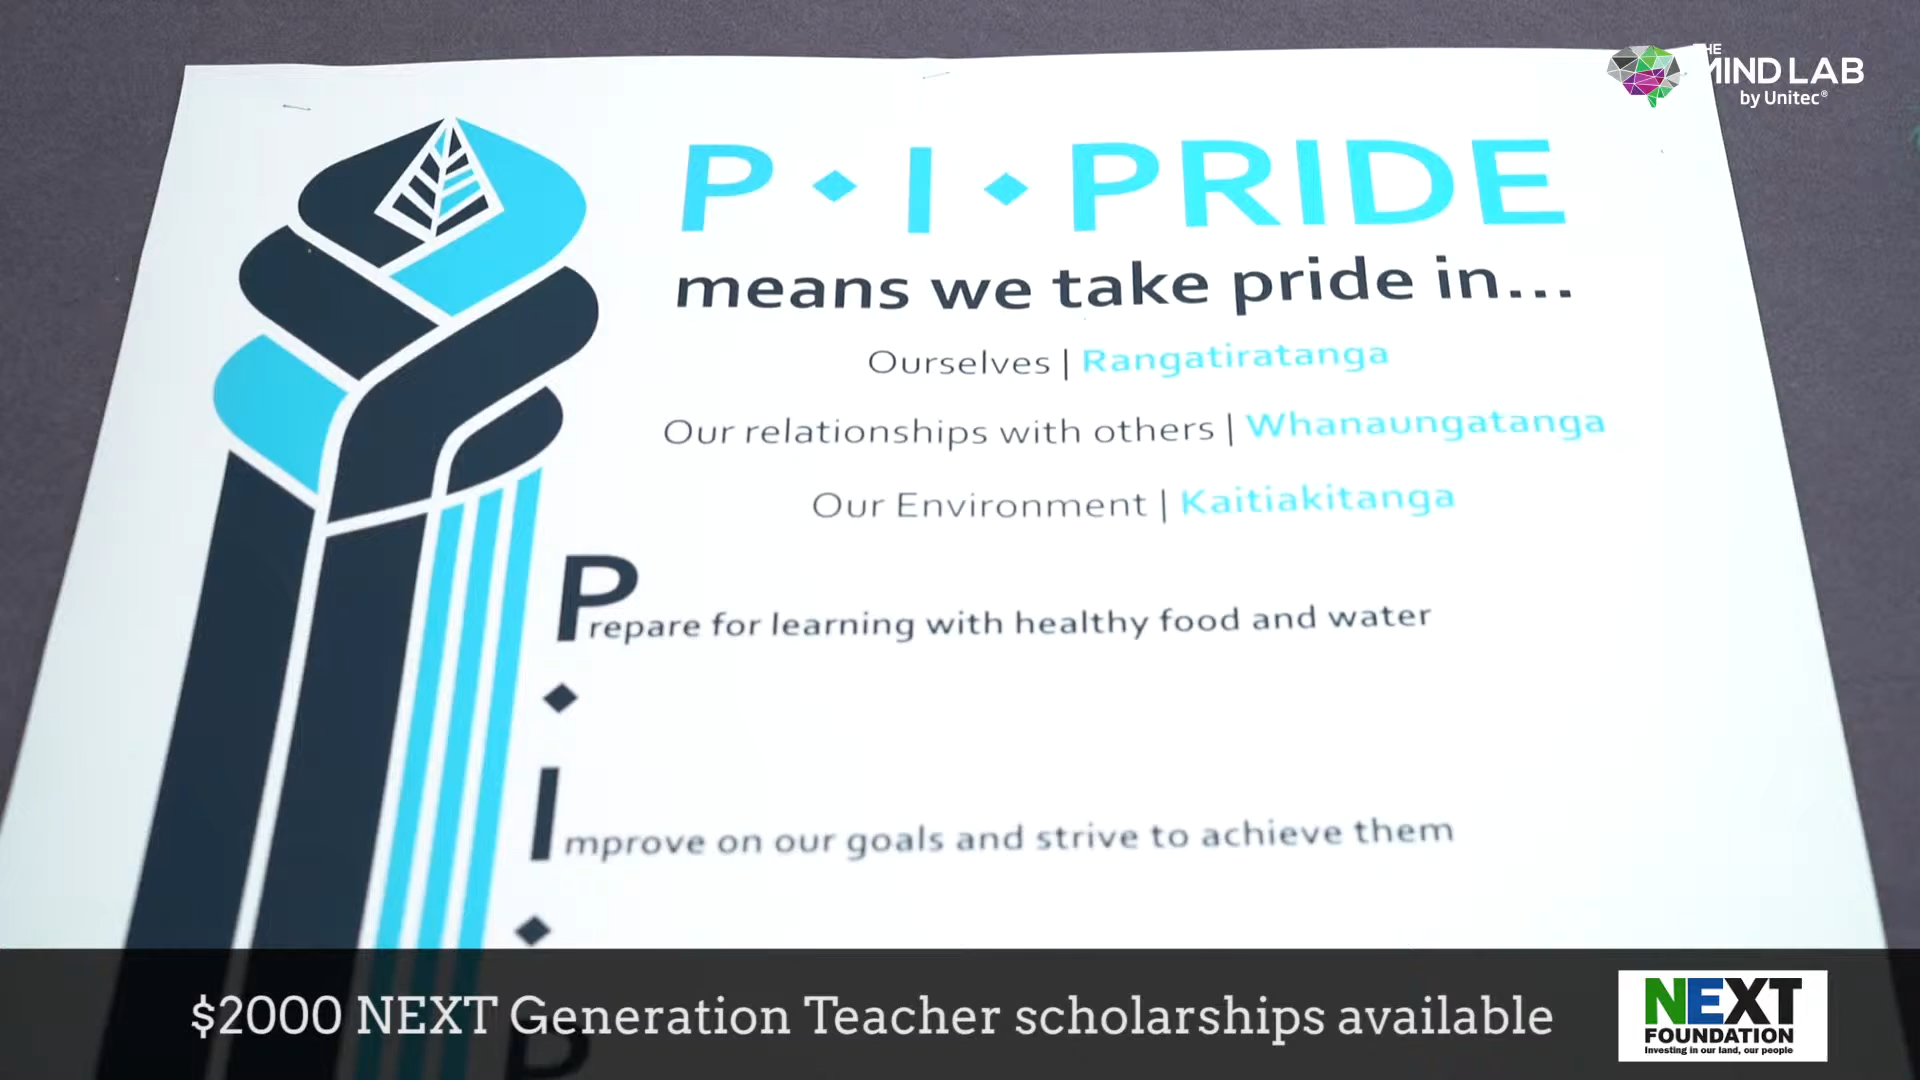 THE
MIND LAB
by Unitec®
P ◆ I ◆ PRIDE
means we take pride in...
Ourselves | Rangatiratanga
Our relationships with others | Whanaungatanga
Our Environment | Kaitiakitanga
Prepare for learning with healthy food and water
◆
Improve on our goals and strive to achieve them
◆
P
$2000 NEXT Generation Teacher scholarships available
NEXT
FOUNDATION
Investing in our land, our people